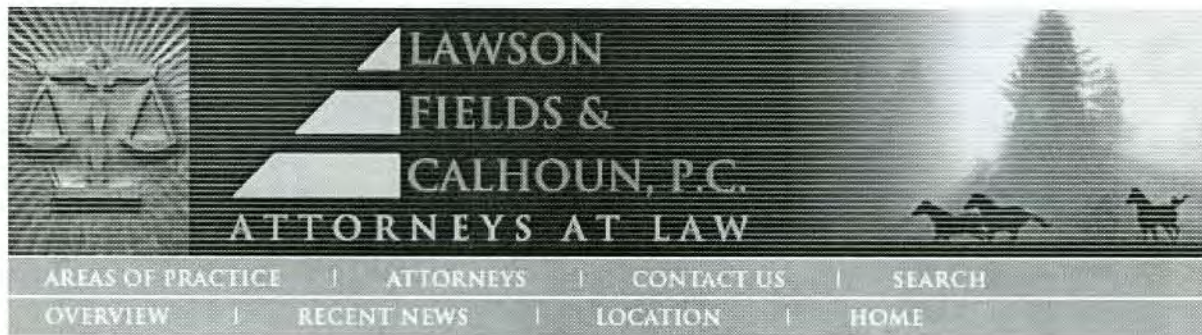 LAWSON
FIELDS &
CALHOUN, P.C.
ATTORNEYS AT LAW
AREAS OF PRACTICE | ATTORNEYS | CONTACT US | SEARCH
OVERVIEW | RECENT NEWS | LOCATION | HOME